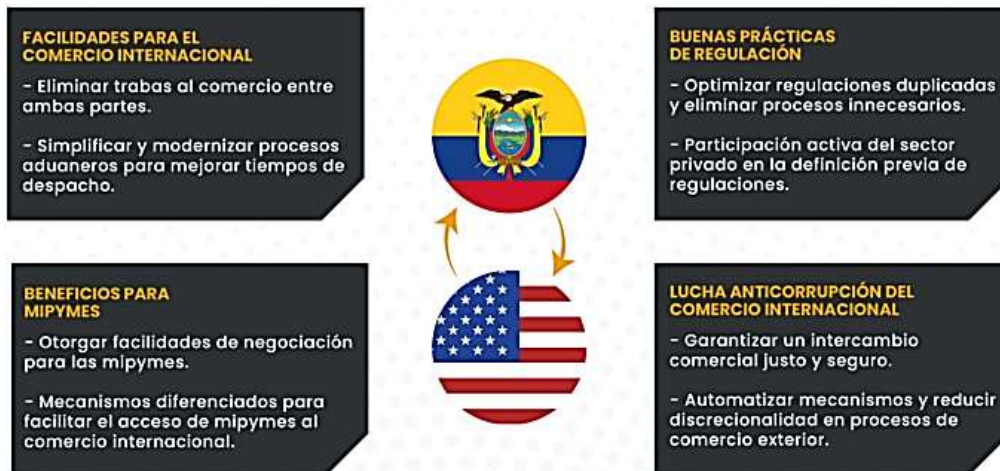 FACILIDADES PARA EL
COMERCIO INTERNACIONAL
- Eliminar trabas al comercio entre
ambas partes.
- Simplificar y modernizar procesos
aduaneros para mejorar tiempos de
despacho.
BUENAS PRÁCTICAS
DE REGULACIÓN
- Optimizar regulaciones duplicadas
y eliminar procesos innecesarios.
- Participación activa del sector
privado en la definición previa de
regulaciones.
BENEFICIOS PARA
MIPYMES
- Otorgar facilidades de negociación
para las mipymes.
- Mecanismos diferenciados para
facilitar el acceso de mipymes al
comercio internacional.
LUCHA ANTICORRUPCIÓN DEL
COMERCIO INTERNACIONAL
- Garantizar un intercambio
comercial justo y seguro.
- Automatizar mecanismos y reducir
discrecionalidad en procesos de
comercio exterior.